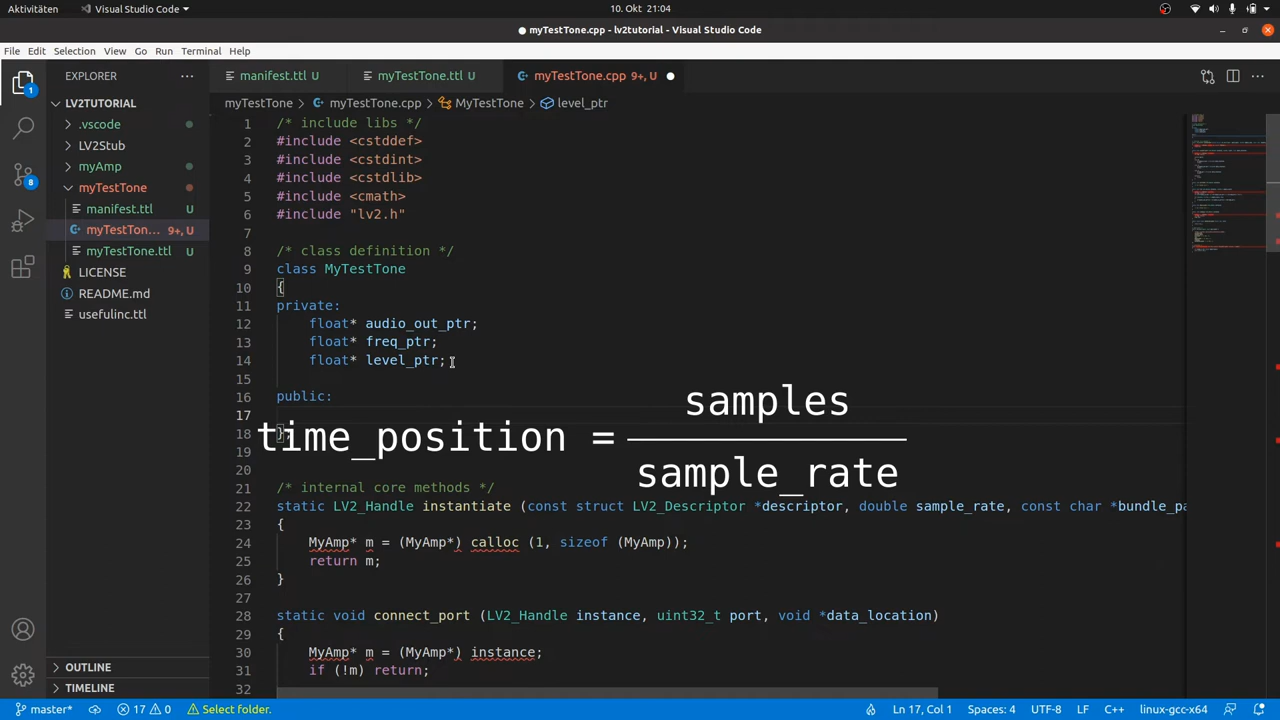 Aktivitäten
Visual Studio Code
10. Okt 21:04
● myTestTone.cpp - lv2tutorial - Visual Studio Code
File Edit Selection View Go Run Terminal Help
EXPLORER
manifest.ttl U
myTestTone.ttl U
myTestTone.cpp 9+, U
LV2TUTORIAL
myTestTone > myTestTone.cpp > MyTestTone > level_ptr
.vscode
LV2Stub
myAmp
myTestTone
manifest.ttl U
myTestTon... 9+, U
myTestTone.ttl U
LICENSE
README.md
usefulinc.ttl
1
8
1 /* include libs */
2 #include <cstddef>
3 #include <cstdint>
4 #include <cstdlib>
5 #include <cmath>
6 #include "lv2.h"
7
8 /* class definition */
9 class MyTestTone
10 {
11 private:
12 float* audio_out_ptr;
13 float* freq_ptr;
14 float* level_ptr;
15
16 public:
17
18 };
19
20
21 /* internal core methods */
22 static LV2_Handle instantiate (const struct LV2_Descriptor *descriptor, double sample_rate, const char *bundle_pa
23 {
24 MyAmp* m = (MyAmp*) calloc (1, sizeof (MyAmp));
25 return m;
26 }
27
28 static void connect_port (LV2_Handle instance, uint32_t port, void *data_location)
29 {
30 MyAmp* m = (MyAmp*) instance;
31 if (!m) return;
32
samples
time_position =
sample_rate
OUTLINE
TIMELINE
master* 17 0 Select folder. Ln 17, Col 1 Spaces: 4 UTF-8 LF C++ linux-gcc-x64